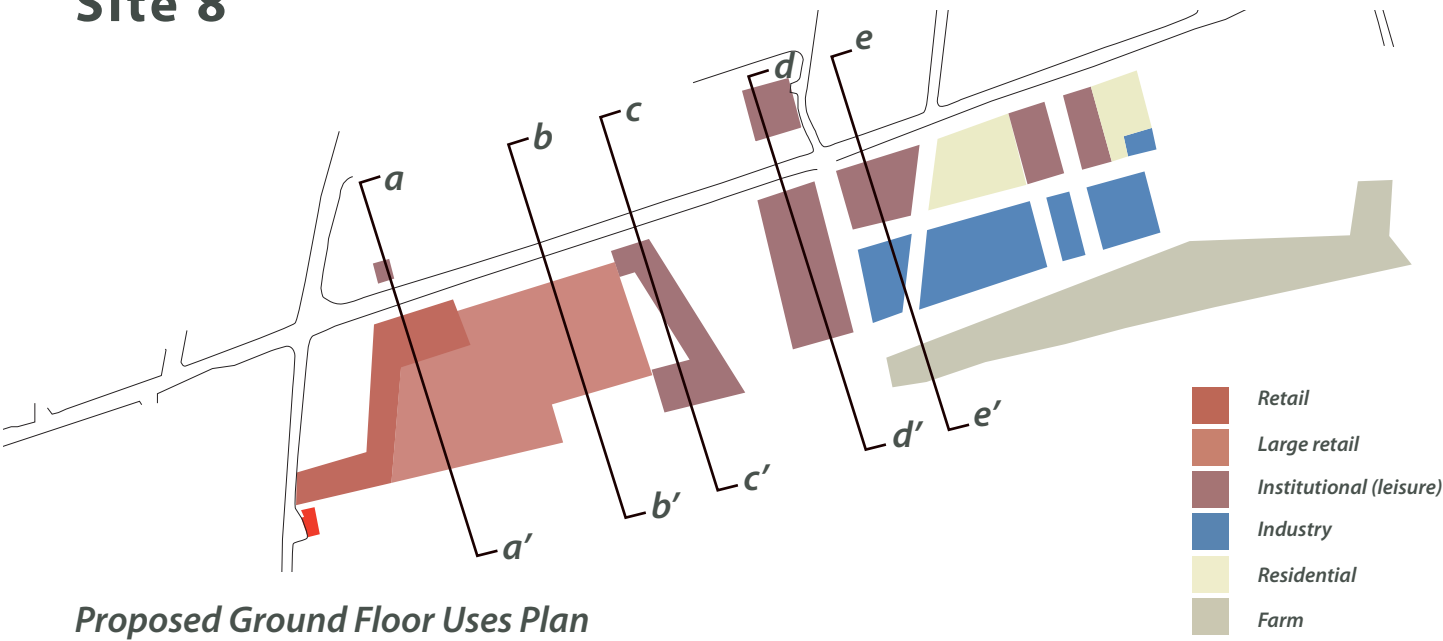 Site 8
e
d
c
b
a
e'
d'
c'
b'
a'
Retail
Large retail
Institutional (leisure)
Industry
Residential
Farm
Proposed Ground Floor Uses Plan